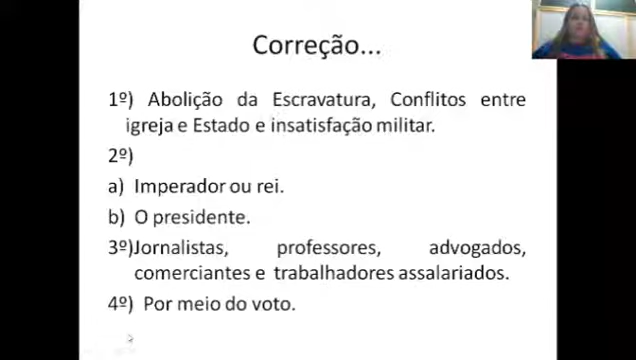 Correção...
1º) Abolição da Escravatura, Conflitos entre
igreja e Estado e insatisfação militar.
2º)
a) Imperador ou rei.
b) O presidente.
3º)Jornalistas, professores, advogados,
comerciantes e trabalhadores assalariados.
4º) Por meio do voto.